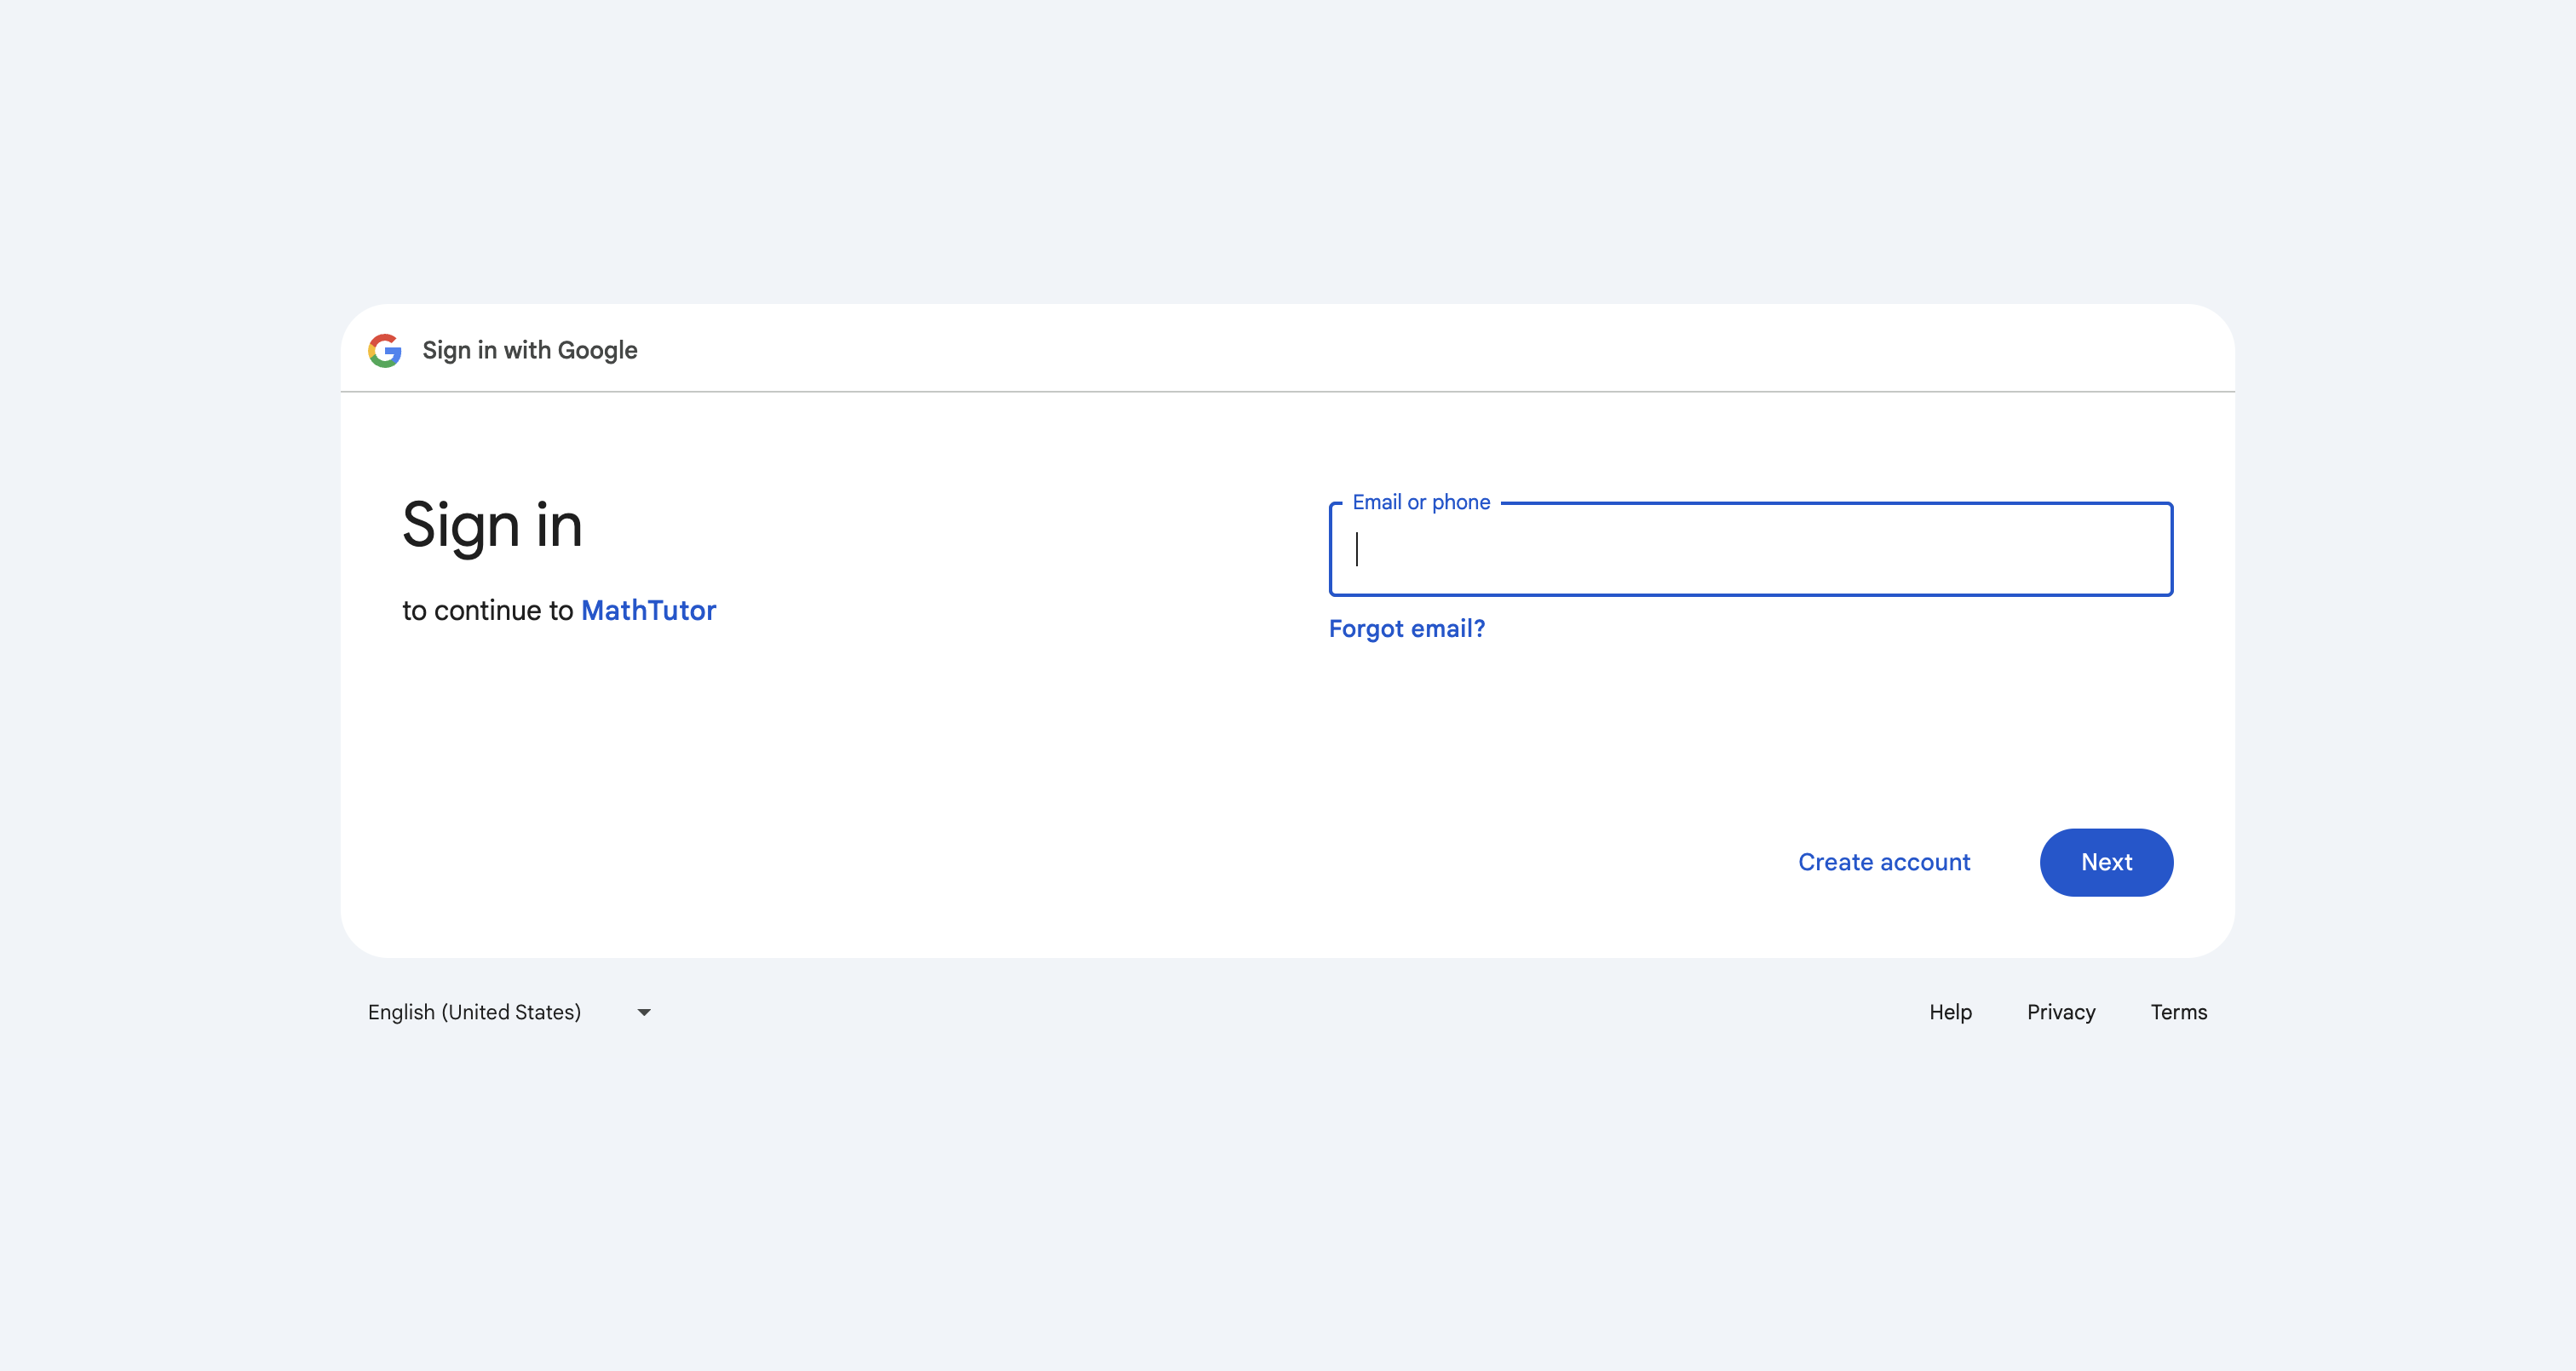 Sign in with Google
Sign in
to continue to MathTutor
Email or phone
Forgot email?
Create account
Next
English (United States)
Help
Privacy
Terms